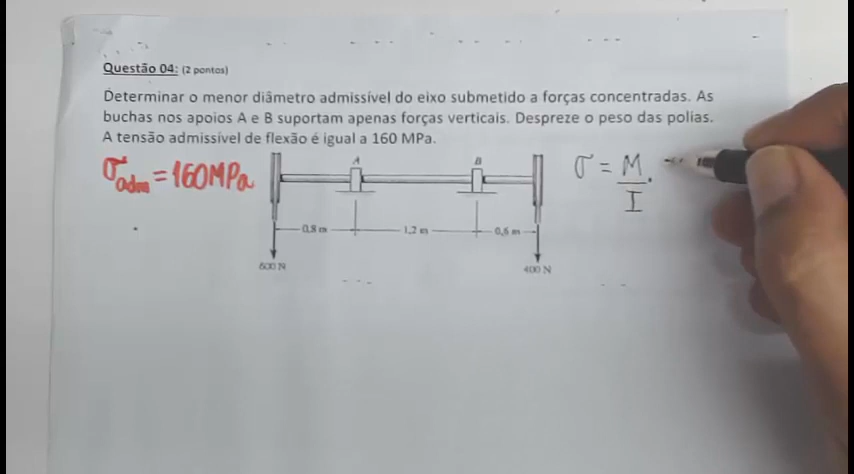 Questão 04: (2 pontos)
Determinar o menor diâmetro admissível do eixo submetido a forças concentradas. As
buchas nos apoios A e B suportam apenas forças verticais. Despreze o peso das polias.
A tensão admissível de flexão é igual a 160 MPa.
σadm = 160MPa
A B
σ = M/I .
0,8 m 1,2 m 0,6 m
600 N 400 N